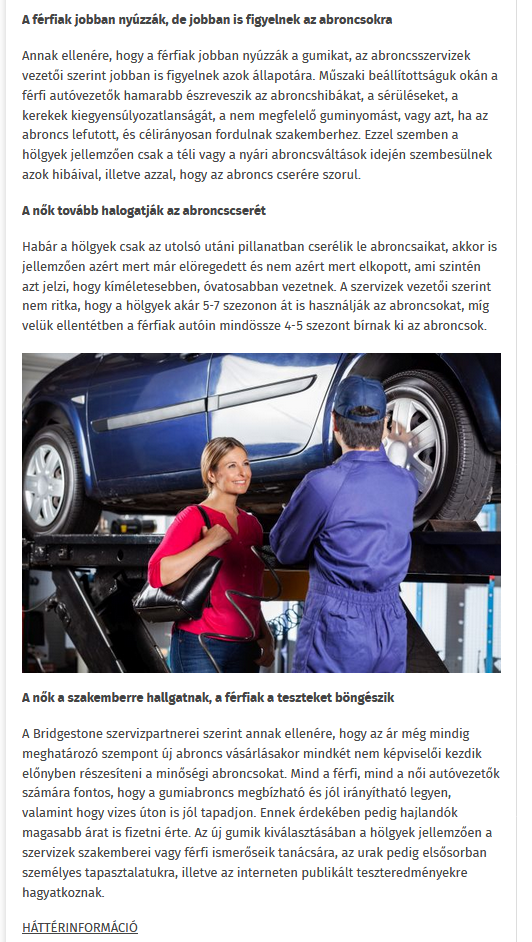 A férfiak jobban nyúzzák, de jobban is figyelnek az abroncsokra
Annak ellenére, hogy a férfiak jobban nyúzzák a gumikat, az abroncsszervizek
vezetői szerint jobban is figyelnek azok állapotára. Műszaki beállítottságuk okán a
férfi autóvezetők hamarabb észreveszik az abroncshibákat, a sérüléseket, a
kerekek kiegyensúlyozatlanságát, a nem megfelelő guminyomást, vagy azt, ha az
abroncs lefutott, és célirányosan fordulnak szakemberhez. Ezzel szemben a
hölgyek jellemzően csak a téli vagy a nyári abroncsváltások idején szembesülnek
azok hibáival, illetve azzal, hogy az abroncs cserére szorul.
A nők tovább halogatják az abroncscserét
Habár a hölgyek csak az utolsó utáni pillanatban cserélik le abroncsaikat, akkor is
jellemzően azért mert már elöregedett és nem azért mert elkopott, ami szintén
azt jelzi, hogy kíméletesebben, óvatosabban vezetnek. A szervizek vezetői szerint
nem ritka, hogy a hölgyek akár 5-7 szezonon át is használják az abroncsokat, míg
velük ellentétben a férfiak autóin mindössze 4-5 szezont bírnak ki az abroncsok.
A nők a szakemberre hallgatnak, a férfiak a teszteket böngészik
A Bridgestone szervizpartnerei szerint annak ellenére, hogy az ár még mindig
meghatározó szempont új abroncs vásárlásakor mindkét nem képviselői kezdik
előnyben részesíteni a minőségi abroncsokat. Mind a férfi, mind a női autóvezetők
számára fontos, hogy a gumiabroncs megbízható és jól irányítható legyen,
valamint hogy vizes úton is jól tapadjon. Ennek érdekében pedig hajlandók
magasabb árat is fizetni érte. Az új gumik kiválasztásában a hölgyek jellemzően a
szervizek szakemberei vagy férfi ismerőseik tanácsára, az urak pedig elsősorban
személyes tapasztalatukra, illetve az interneten publikált teszteredményekre
hagyatkoznak.
HÁTTÉRINFORMÁCIÓ